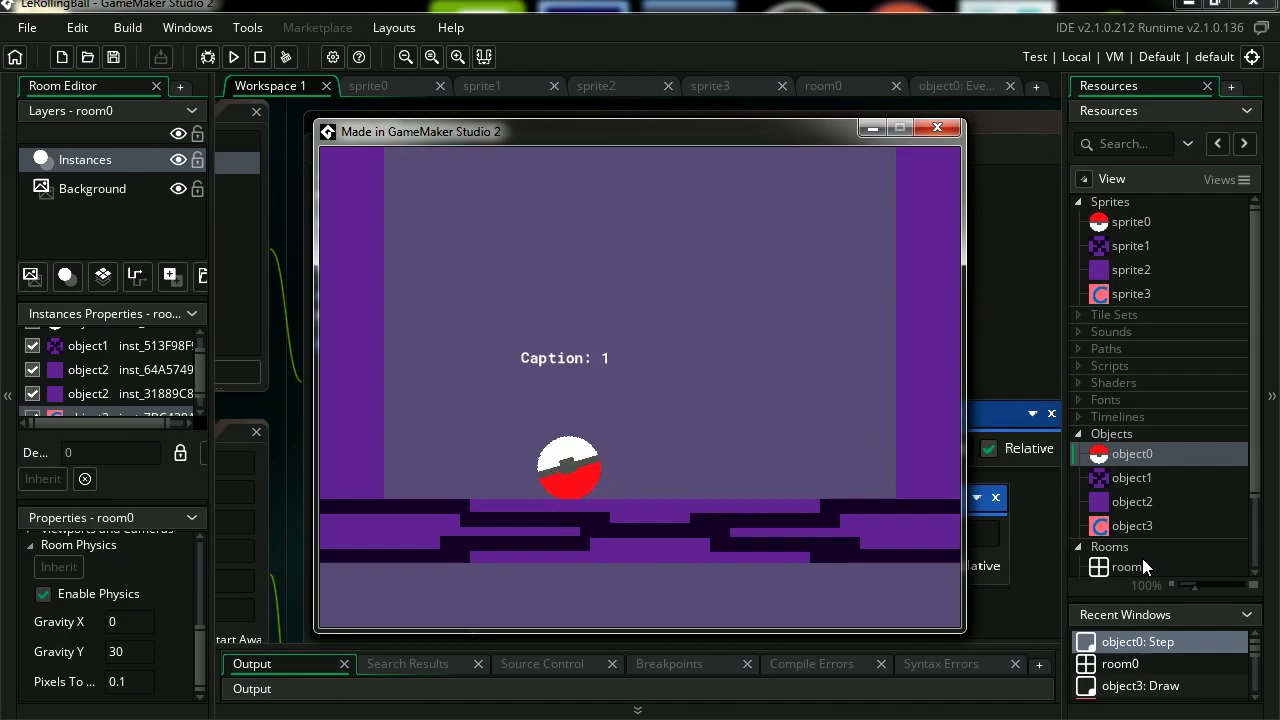 LeRollingBall - GameMaker Studio 2
File Edit Build Windows Tools Marketplace Layouts Help IDE v2.1.0.212 Runtime v2.1.0.136
Test | Local | VM | Default | default
Room Editor
Workspace 1 sprite0 sprite1 sprite2 sprite3 room0 object0: Eve...
Resources
Layers - room0
Resources
Made in GameMaker Studio 2
Search...
Instances
View Views
Background
Sprites
sprite0
sprite1
sprite2
sprite3
Instances Properties - roo...
Tile Sets
Sounds
object1 inst_513F98F
Paths
object2 inst_64A5749
Scripts
Shaders
object2 inst_31889C8
Fonts
Timelines
Caption: 1
Objects
De... 0
Relative
object0
Inherit
object1
object2
Properties - room0
object3
Room Physics
Rooms
Inherit
room
lative
100%
Enable Physics
Gravity X 0
Recent Windows
Gravity Y 30
tart Awa
object0: Step
Output Search Results Source Control Breakpoints Compile Errors Syntax Errors
room0
Pixels To ... 0.1
Output
object3: Draw